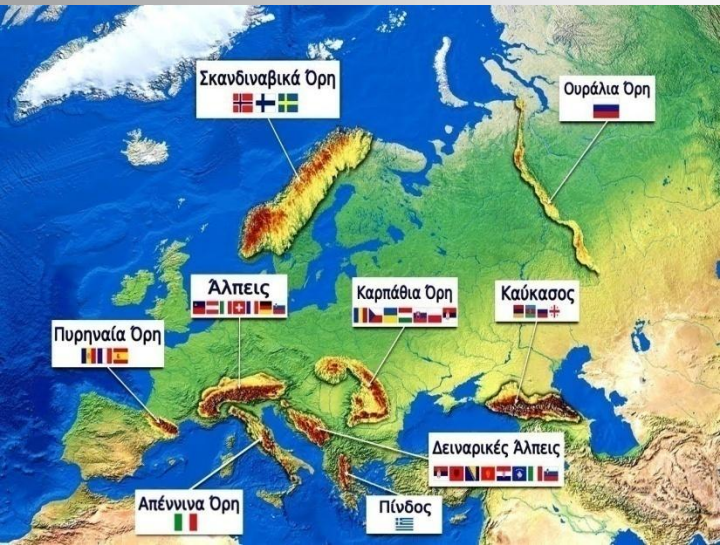 Σκανδιναβικά Όρη
Ουράλια Όρη
Άλπεις
Καρπάθια Όρη
Καύκασος
Πυρηναία Όρη
Δειναρικές Άλπεις
Απέννινα Όρη
Πίνδος